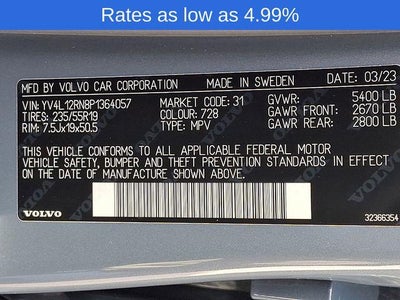 Rates as low as 4.99%
MFD BY VOLVO CAR CORPORATION MADE IN SWEDEN 03/23
VIN: YV4L12RN8P1364057 MARKET CODE: 31 GVWR: 5400 LB
TIRES: 235/55R19 COLOUR: 728 GAWR FRONT: 2670 LB
RIM: 7.5Jx19x50.5 TYPE: MPV GAWR REAR: 2800 LB
THIS VEHICLE CONFORMS TO ALL APPLICABLE FEDERAL MOTOR
VEHICLE SAFETY, BUMPER AND THEFT PREVENTION STANDARDS IN
EFFECT ON THE DATE OF MANUFACTURE SHOWN ABOVE.
VOLVO
32366354